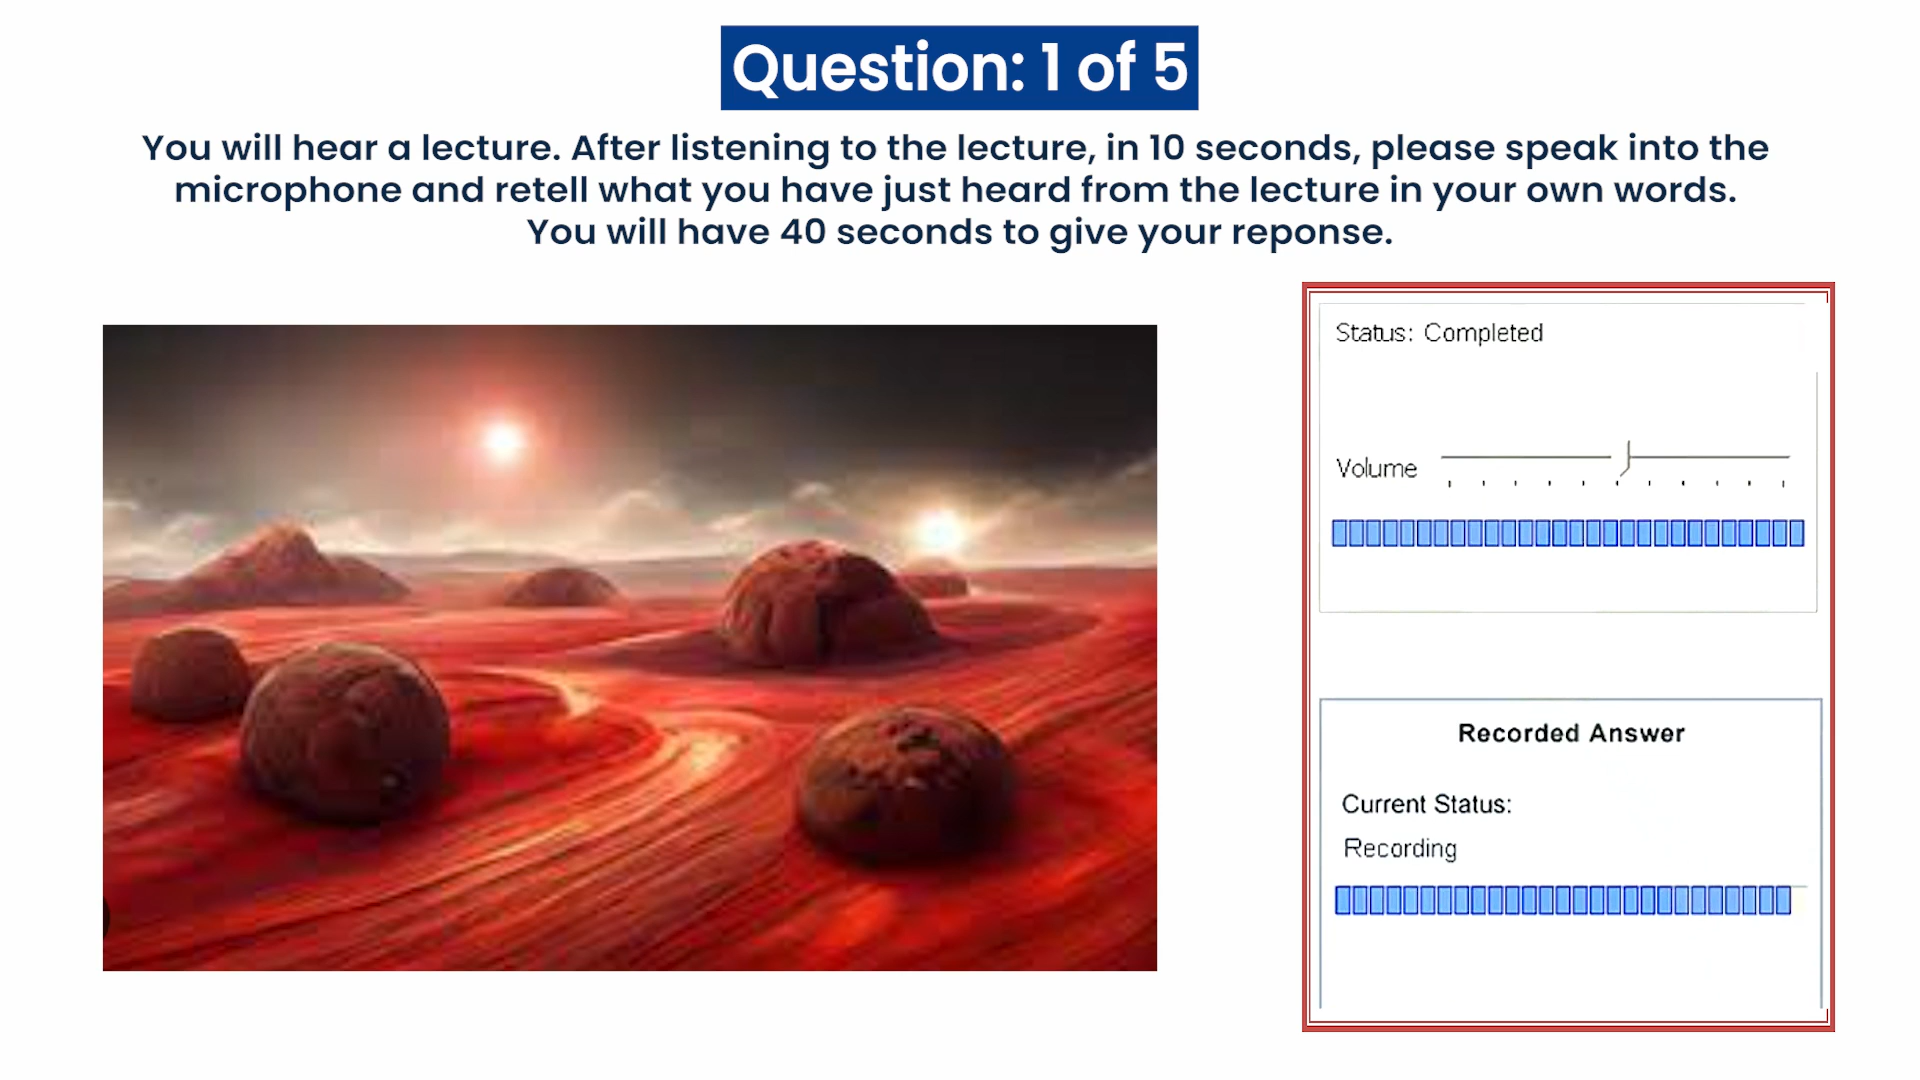 Question: 1 of 5
You will hear a lecture. After listening to the lecture, in 10 seconds, please speak into the
microphone and retell what you have just heard from the lecture in your own words.
You will have 40 seconds to give your reponse.
Status: Completed
Volume
Recorded Answer
Current Status:
Recording